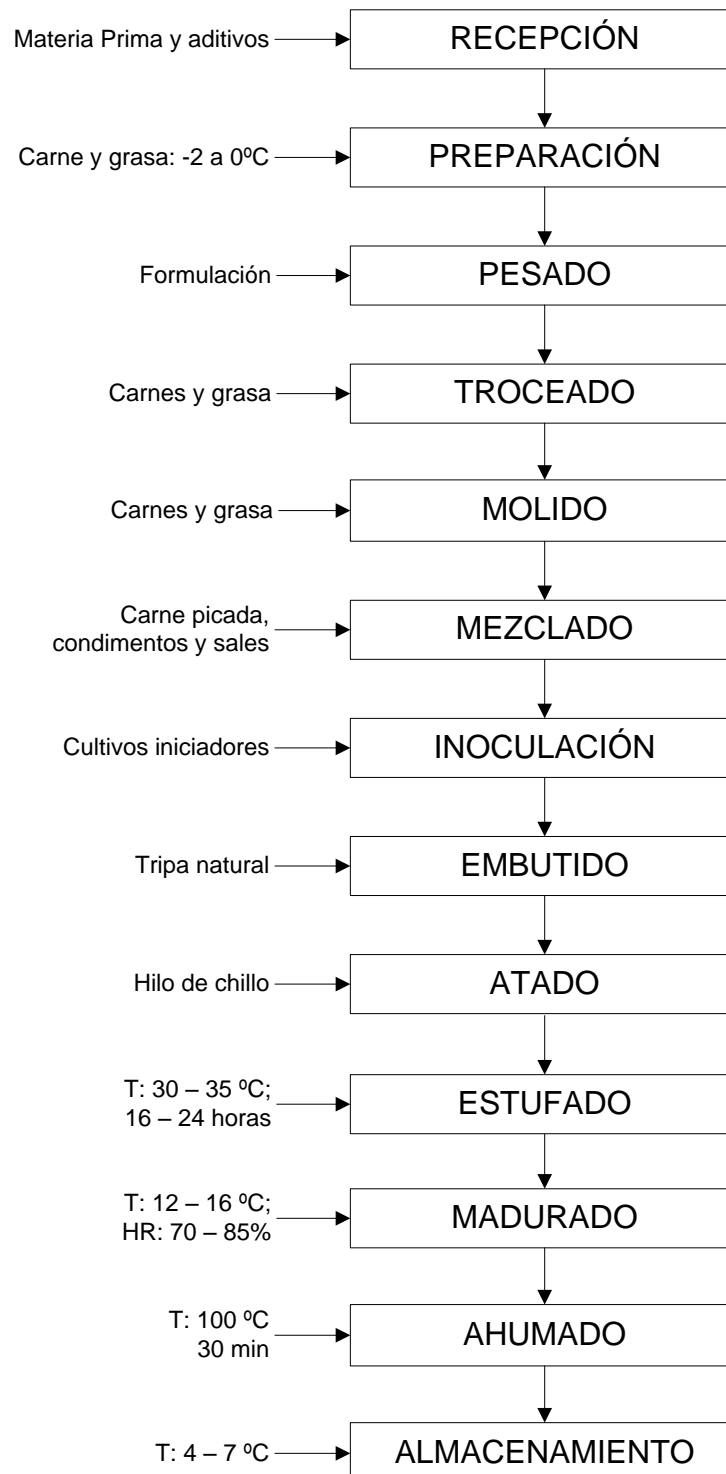 Materia Prima y aditivos
RECEPCIÓN
Carne y grasa: -2 a 0ºC
PREPARACIÓN
Formulación
PESADO
Carnes y grasa
TROCEADO
Carnes y grasa
MOLIDO
Carne picada,
condimentos y sales
MEZCLADO
Cultivos iniciadores
INOCULACIÓN
Tripa natural
EMBUTIDO
Hilo de chillo
ATADO
T: 30 – 35 ºC;
16 – 24 horas
ESTUFADO
T: 12 – 16 ºC;
HR: 70 – 85%
MADURADO
T: 100 ºC
30 min
AHUMADO
T: 4 – 7 ºC
ALMACENAMIENTO